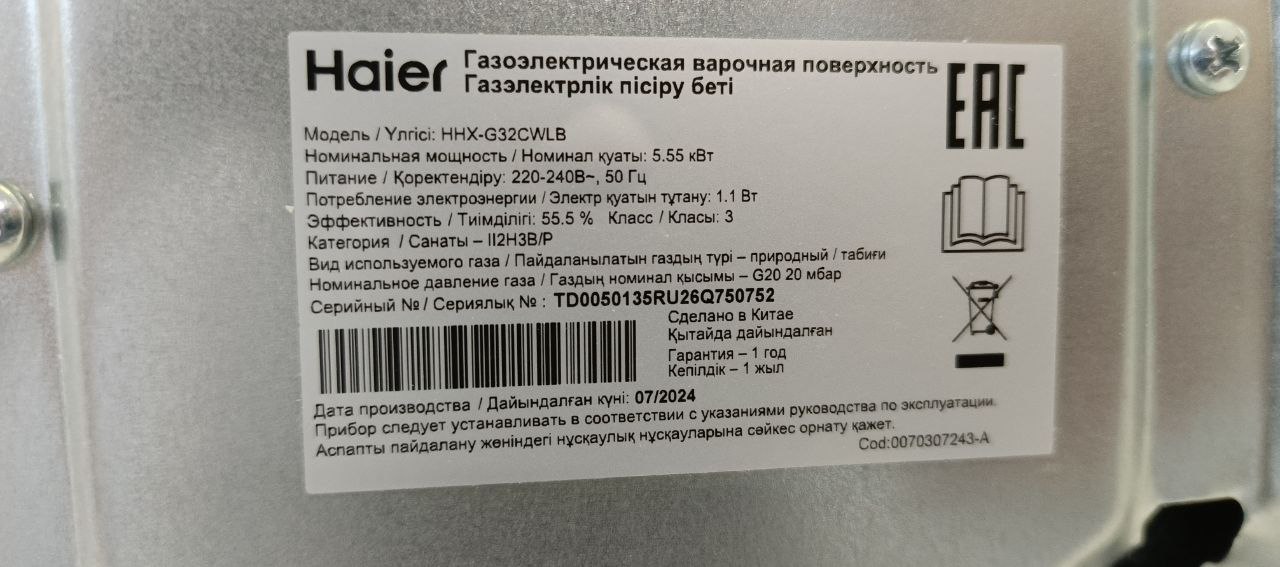 Haier
Газоэлектрическая варочная поверхность
Газэлектрлік пісіру беті
EAC
Модель / Үлгісі: HHX-G32CWLB
Номинальная мощность / Номинал қуаты: 5.55 кВт
Питание / Қоректендіру: 220-240В~, 50 Гц
Потребление электроэнергии / Электр қуатын тұтану: 1.1 Вт
Эффективность / Тиімділігі: 55.5 % Класс / Класы: 3
Категория / Санаты – II2H3B/P
Вид используемого газа / Пайдаланылатын газдың түрі – природный / табиғи
Номинальное давление газа / Газдың номинал қысымы – G20 20 мбар
Серийный № / Сериялық № : TD0050135RU26Q750752
Сделано в Китае
Қытайда дайындалған
Гарантия – 1 год
Кепілдік – 1 жыл
Дата производства / Дайындалған күні: 07/2024
Прибор следует устанавливать в соответствии с указаниями руководства по эксплуатации.
Аспапты пайдалану жөніндегі нұсқаулық нұсқауларына сәйкес орнату қажет.
Cod:0070307243-A